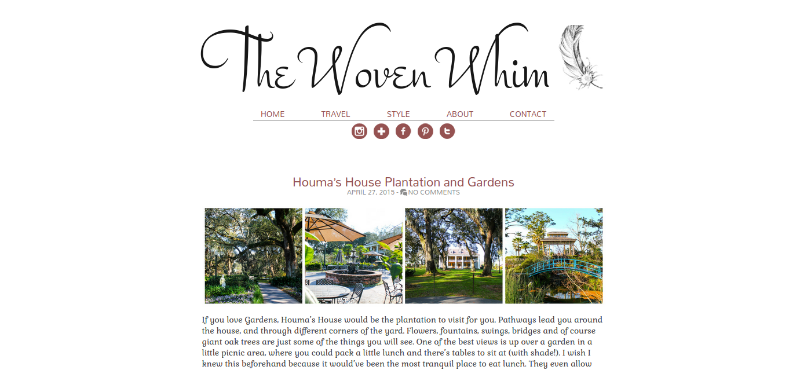 The Woven Whim
HOME TRAVEL STYLE ABOUT CONTACT
Houma's House Plantation and Gardens
APRIL 27, 2015 - NO COMMENTS
If you love Gardens, Houma's House would be the plantation to visit for you. Pathways lead you around
the house, and through different corners of the yard. Flowers, fountains, swings, bridges and of course
giant oak trees are just some of the things you will see. One of the best views is up over a garden in a
little picnic area, where you could pack a little lunch and there's tables to sit at (with shade!). I wish I
knew this beforehand because it would've been the most tranquil place to eat lunch. They even allow